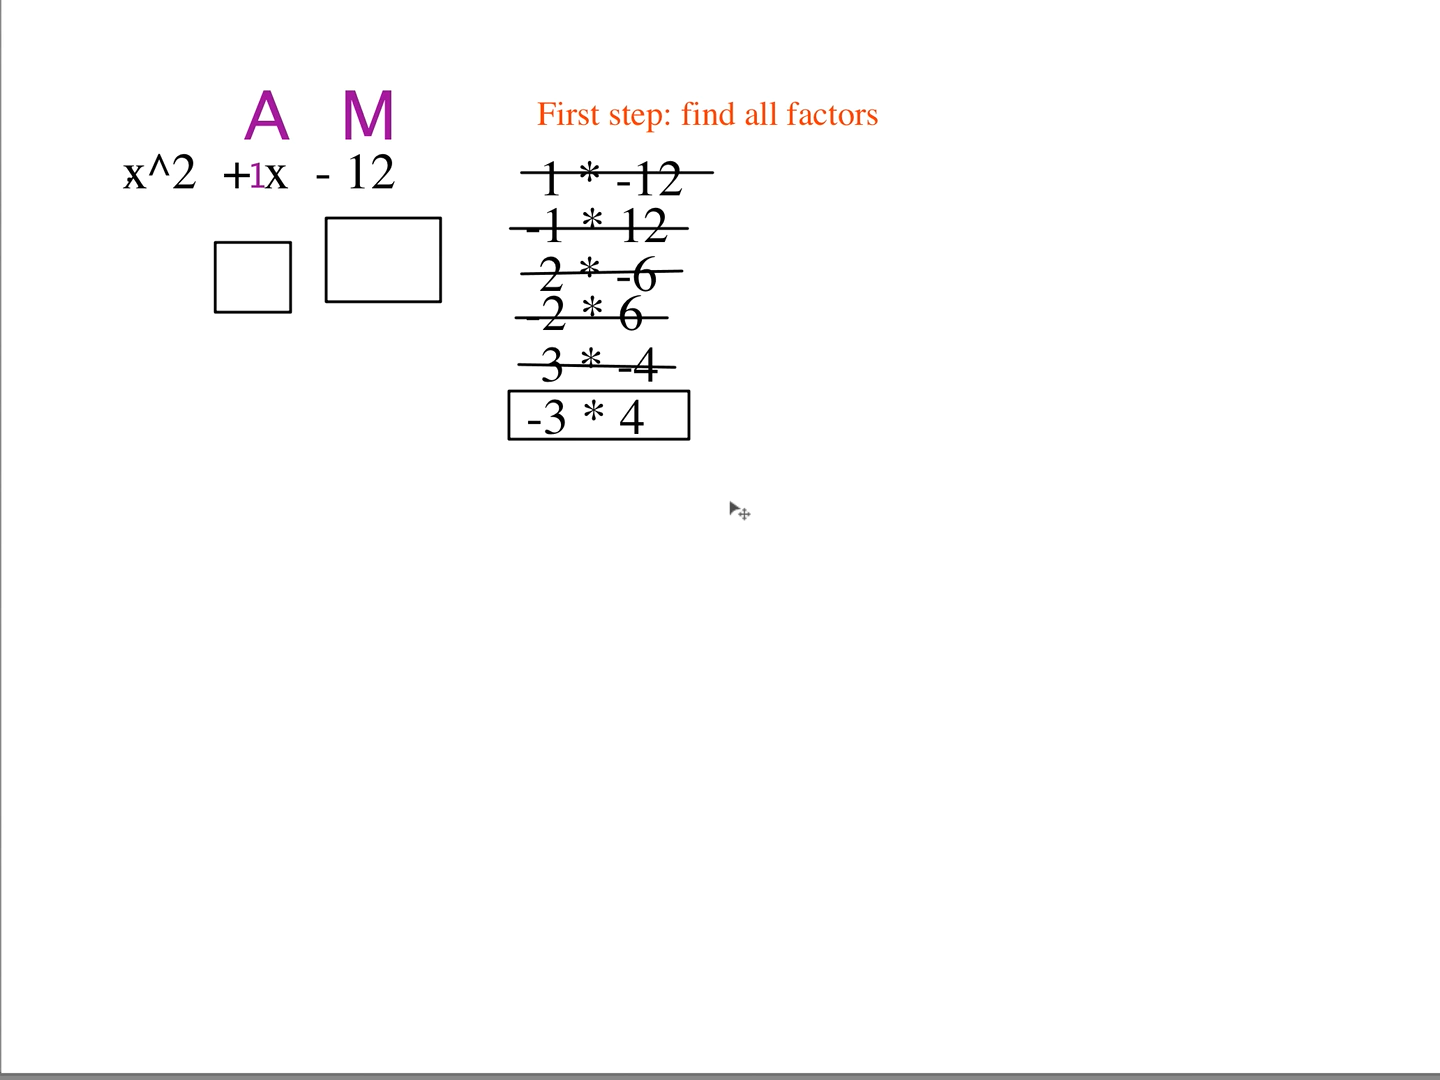 A M
x^2 +1x - 12
First step: find all factors
1 * -12
-1 * 12
2 * -6
-2 * 6
3 * -4
-3 * 4